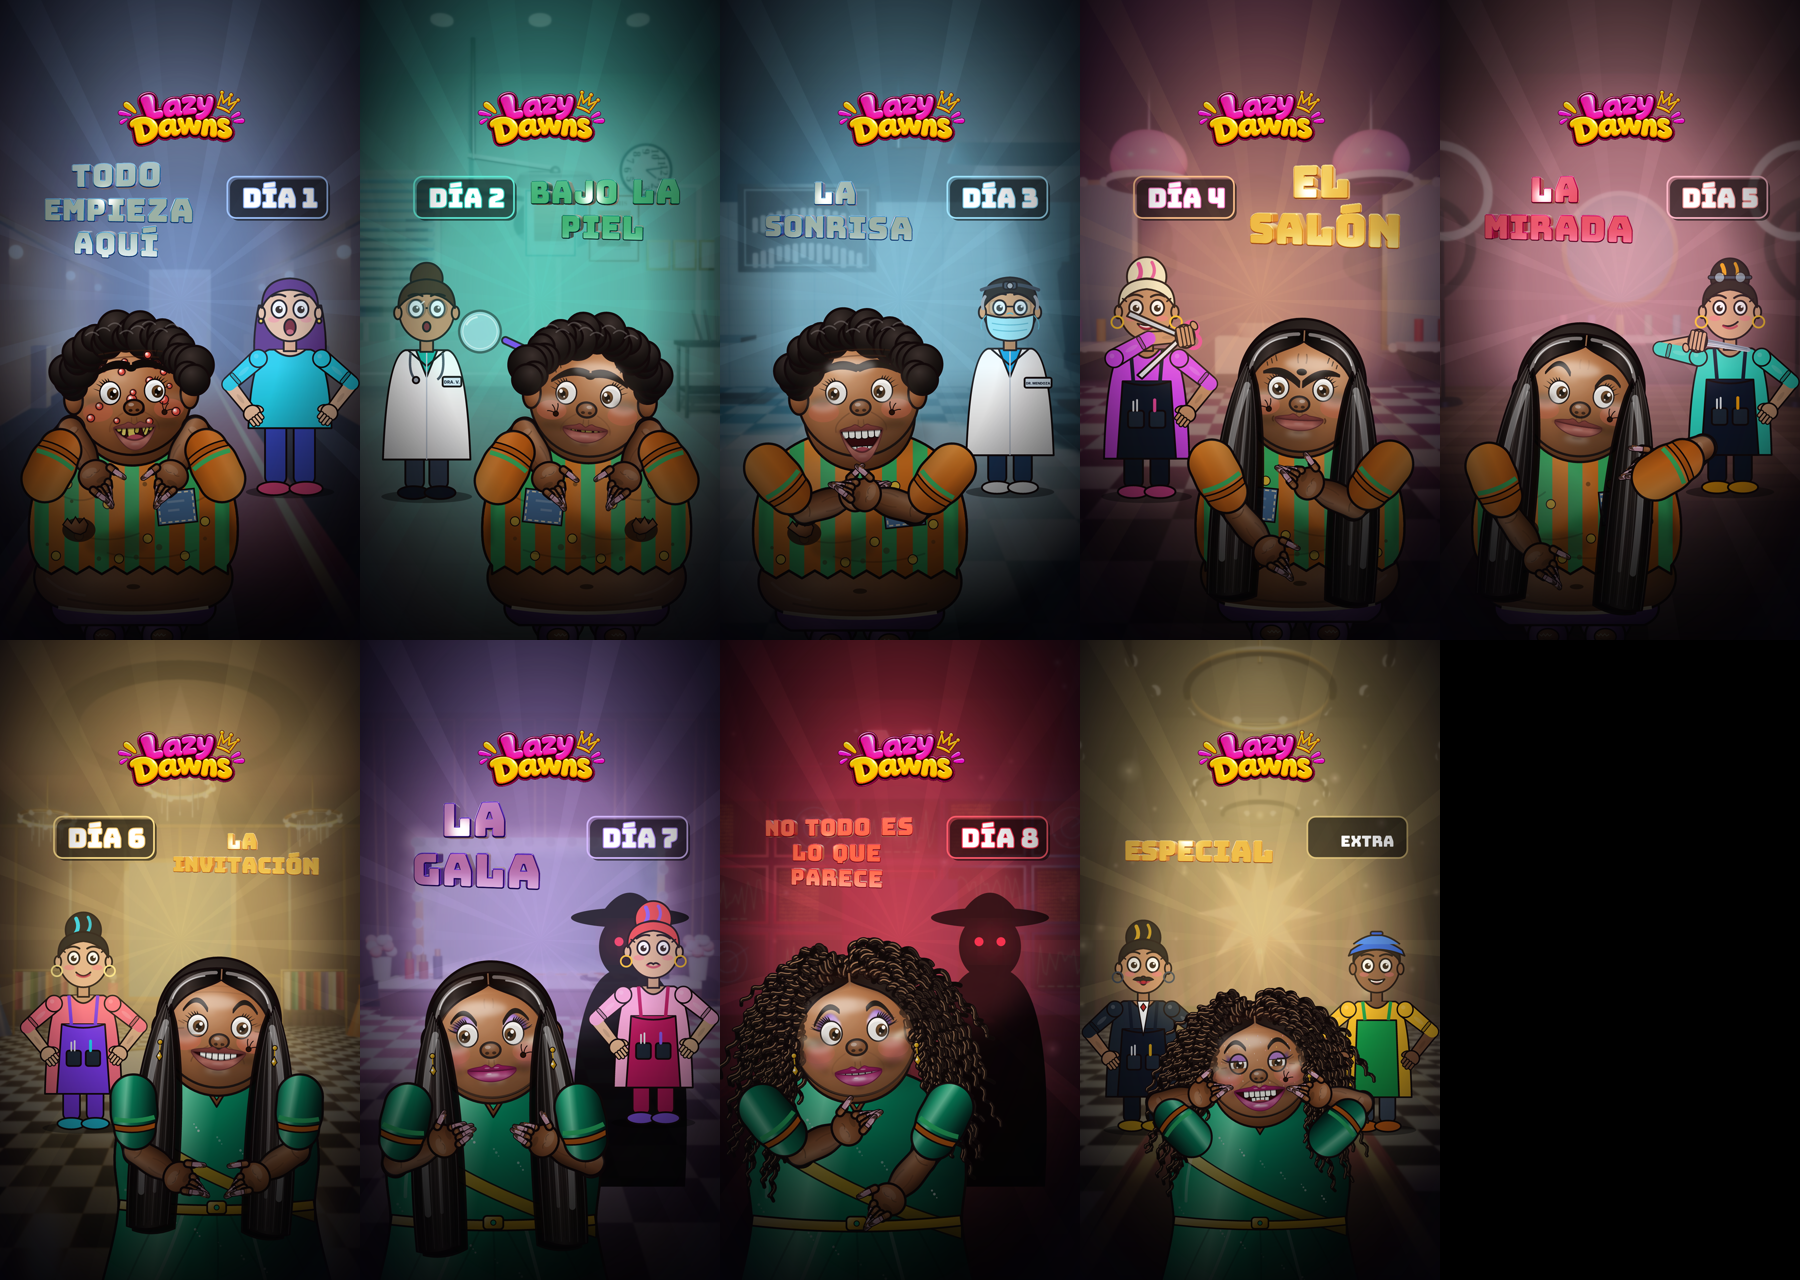 Lazy
Dawns
TODO
EMPIEZA
AQUÍ
DÍA 1
Lazy
Dawns
DÍA 2
BAJO LA
PIEL
DRA. V.
Lazy
Dawns
LA
SONRISA
DÍA 3
DR. MENDOZA
Lazy
Dawns
DÍA 4
EL
SALÓN
Lazy
Dawns
LA
MIRADA
DÍA 5
Lazy
Dawns
DÍA 6
LA
INVITACIÓN
Lazy
Dawns
LA
GALA
DÍA 7
Lazy
Dawns
NO TODO ES
LO QUE
PARECE
DÍA 8
Lazy
Dawns
ESPECIAL
EXTRA